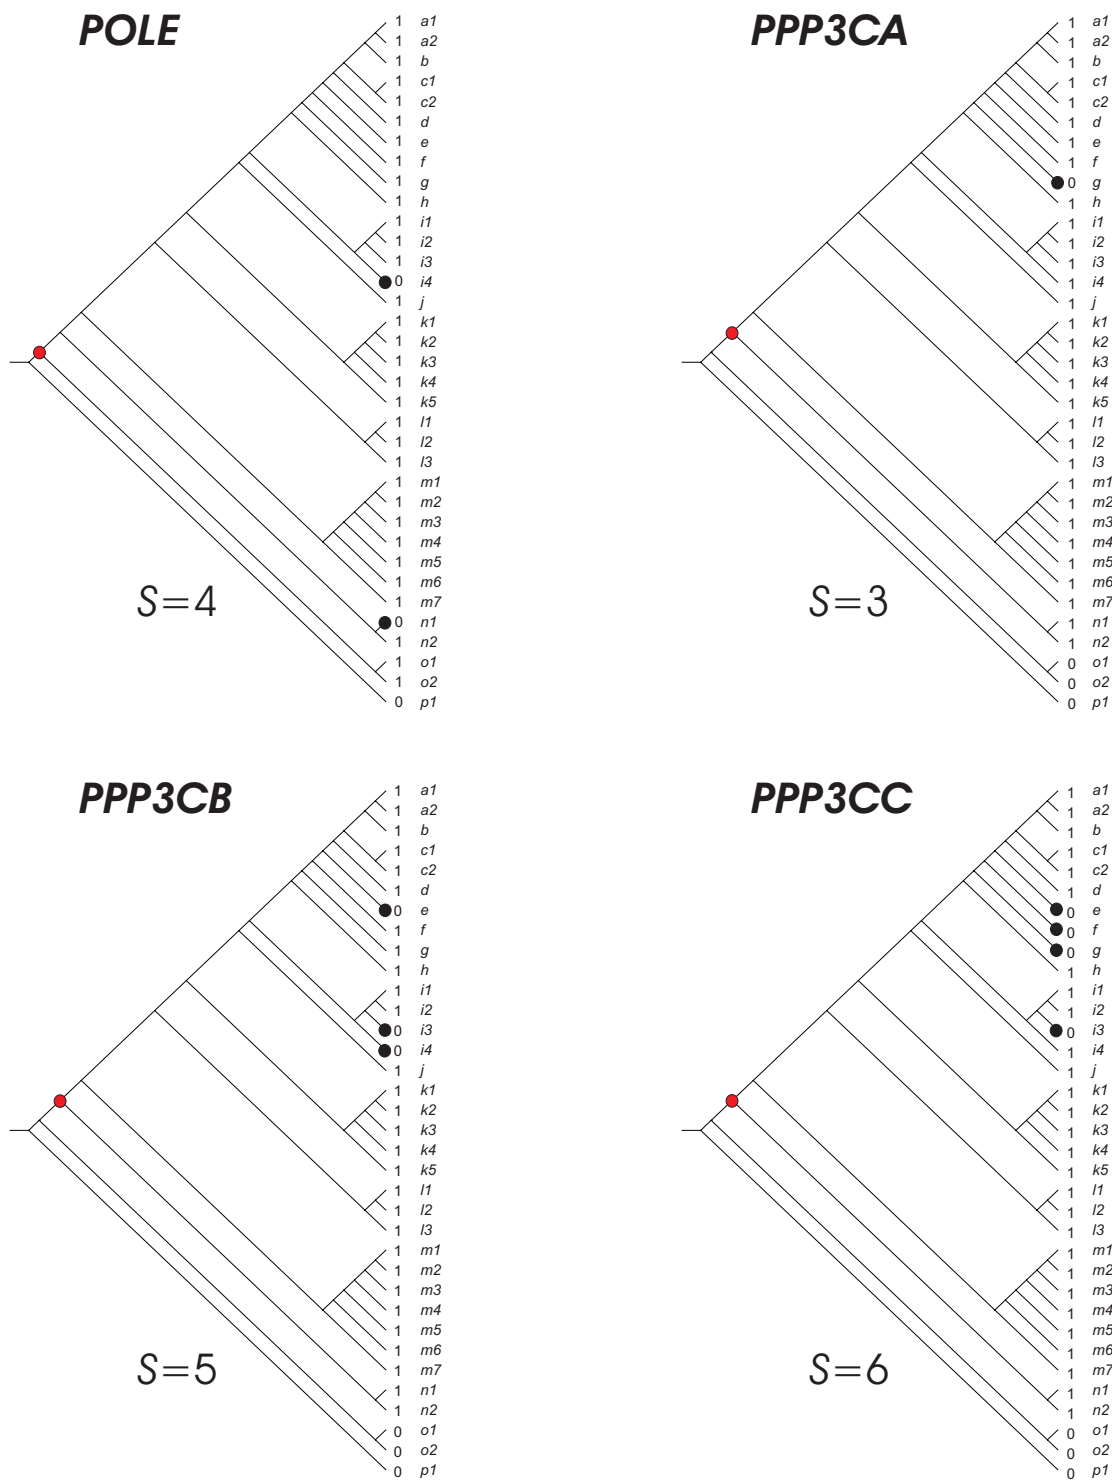 POLE
1 a1
1 a2
1 b
1 c1
1 c2
1 d
1 e
1 f
1 g
1 h
1 i1
1 i2
1 i3
0 i4
1 j
1 k1
1 k2
1 k3
1 k4
1 k5
1 l1
1 l2
1 l3
1 m1
1 m2
1 m3
1 m4
1 m5
1 m6
1 m7
0 n1
1 n2
1 o1
1 o2
0 p1
S=4
PPP3CA
1 a1
1 a2
1 b
1 c1
1 c2
1 d
1 e
1 f
0 g
1 h
1 i1
1 i2
1 i3
1 i4
1 j
1 k1
1 k2
1 k3
1 k4
1 k5
1 l1
1 l2
1 l3
1 m1
1 m2
1 m3
1 m4
1 m5
1 m6
1 m7
1 n1
1 n2
0 o1
0 o2
0 p1
S=3
PPP3CB
1 a1
1 a2
1 b
1 c1
1 c2
1 d
0 e
1 f
1 g
1 h
1 i1
1 i2
0 i3
0 i4
1 j
1 k1
1 k2
1 k3
1 k4
1 k5
1 l1
1 l2
1 l3
1 m1
1 m2
1 m3
1 m4
1 m5
1 m6
1 m7
1 n1
1 n2
0 o1
0 o2
0 p1
S=5
PPP3CC
1 a1
1 a2
1 b
1 c1
1 c2
1 d
0 e
0 f
0 g
1 h
1 i1
1 i2
0 i3
1 i4
1 j
1 k1
1 k2
1 k3
1 k4
1 k5
1 l1
1 l2
1 l3
1 m1
1 m2
1 m3
1 m4
1 m5
1 m6
1 m7
1 n1
1 n2
0 o1
0 o2
0 p1
S=6